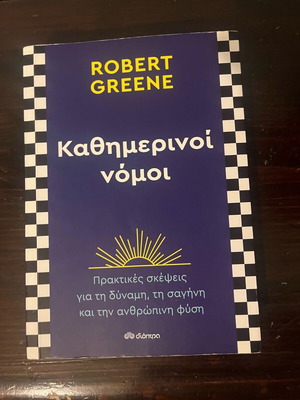 ROBERT
GREENE
Καθημερινοί
νόμοι
Πρακτικές σκέψεις
για τη δύναμη, τη σαγήνη
και την ανθρώπινη φύση
διόπτρα